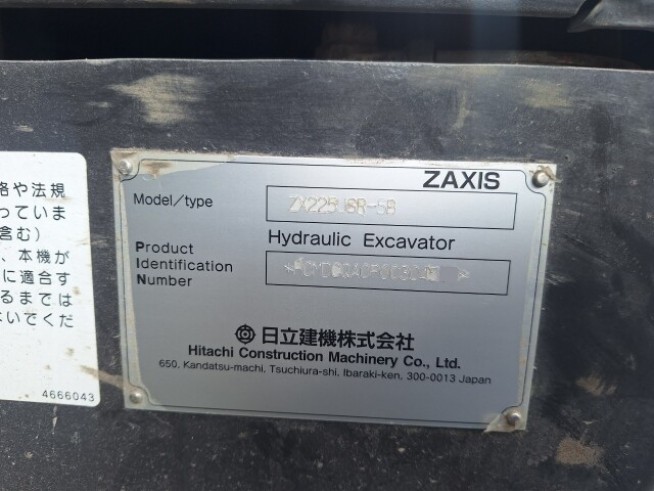 格や法規
っていま
含む)
、本機が
に適合す
るまでは
ないでくだ
4666043
ZAXIS
Model/type ZX225USR-5B
Hydraulic Excavator
Product
Identification
Number
日立建機株式会社
Hitachi Construction Machinery Co., Ltd.
650, Kandatsu-machi, Tsuchiura-shi, Ibaraki-ken, 300-0013 Japan